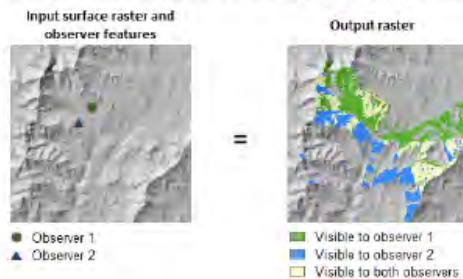 Input surface raster and
observer features
Output raster
=
Observer 1
Observer 2
Visible to observer 1
Visible to observer 2
Visible to both observers